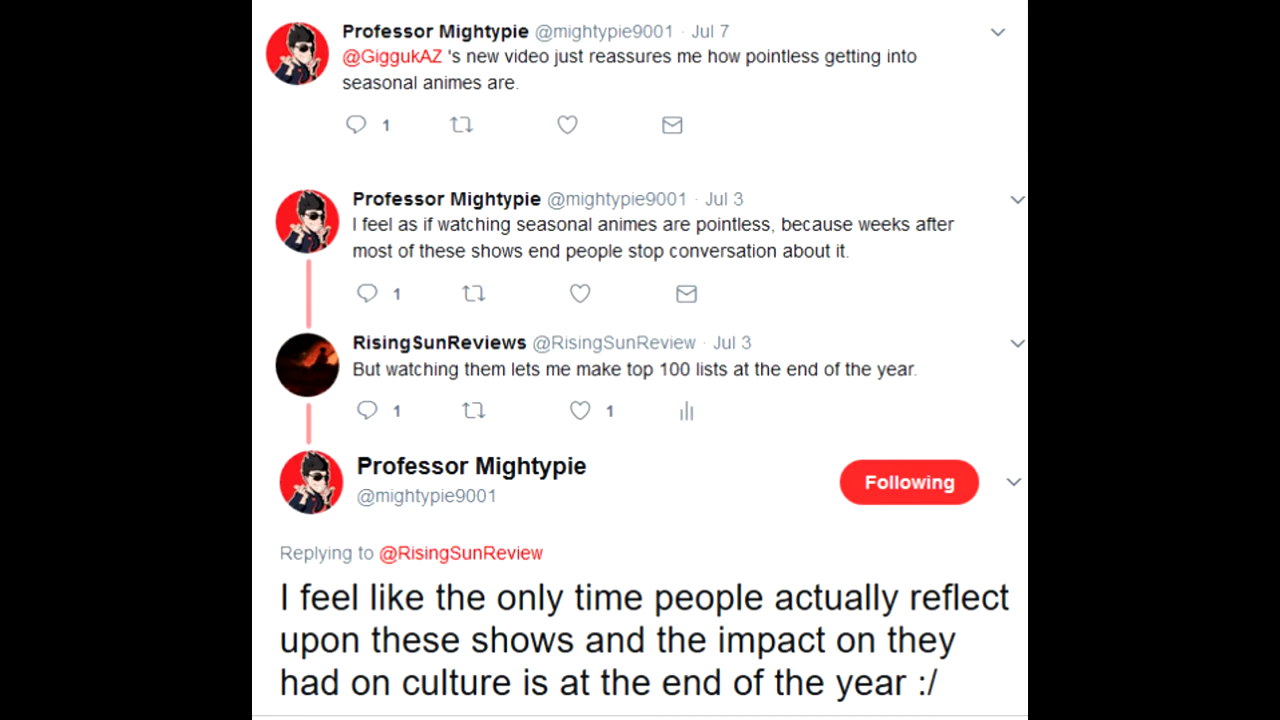 Professor Mightypie @mightypie9001 · Jul 7
@GiggukAZ 's new video just reassures me how pointless getting into
seasonal animes are.
1
Professor Mightypie @mightypie9001 · Jul 3
I feel as if watching seasonal animes are pointless, because weeks after
most of these shows end people stop conversation about it.
1
RisingSunReviews @RisingSunReview · Jul 3
But watching them lets me make top 100 lists at the end of the year.
1 1
Professor Mightypie
@mightypie9001
Following
Replying to @RisingSunReview
I feel like the only time people actually reflect
upon these shows and the impact on they
had on culture is at the end of the year :/